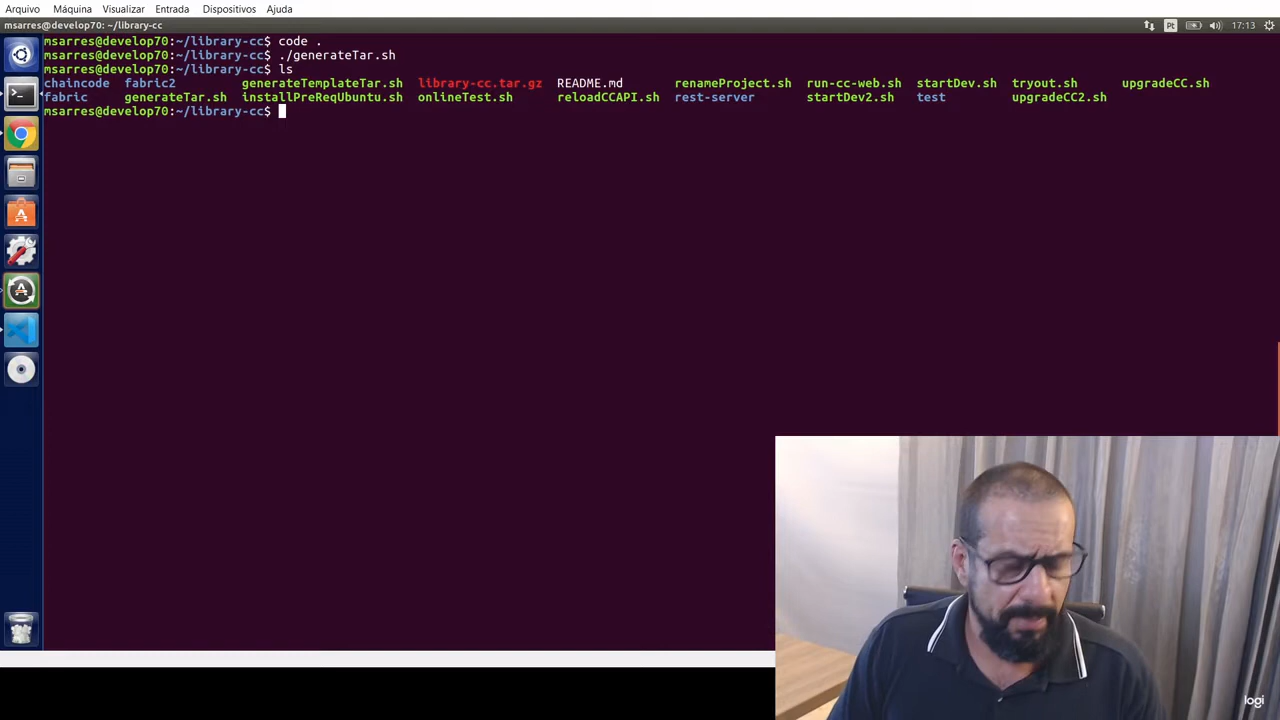 Arquivo Máquina Visualizar Entrada Dispositivos Ajuda
msarres@develop70: ~/library-cc Pt 17:13
msarres@develop70:~/library-cc$ code .
msarres@develop70:~/library-cc$ ./generateTar.sh
msarres@develop70:~/library-cc$ ls
chaincode fabric2 generateTemplateTar.sh library-cc.tar.gz README.md renameProject.sh run-cc-web.sh startDev.sh tryout.sh upgradeCC.sh
fabric generateTar.sh installPreReqUbuntu.sh onlineTest.sh reloadCCAPI.sh rest-server startDev2.sh test upgradeCC2.sh
msarres@develop70:~/library-cc$
logi